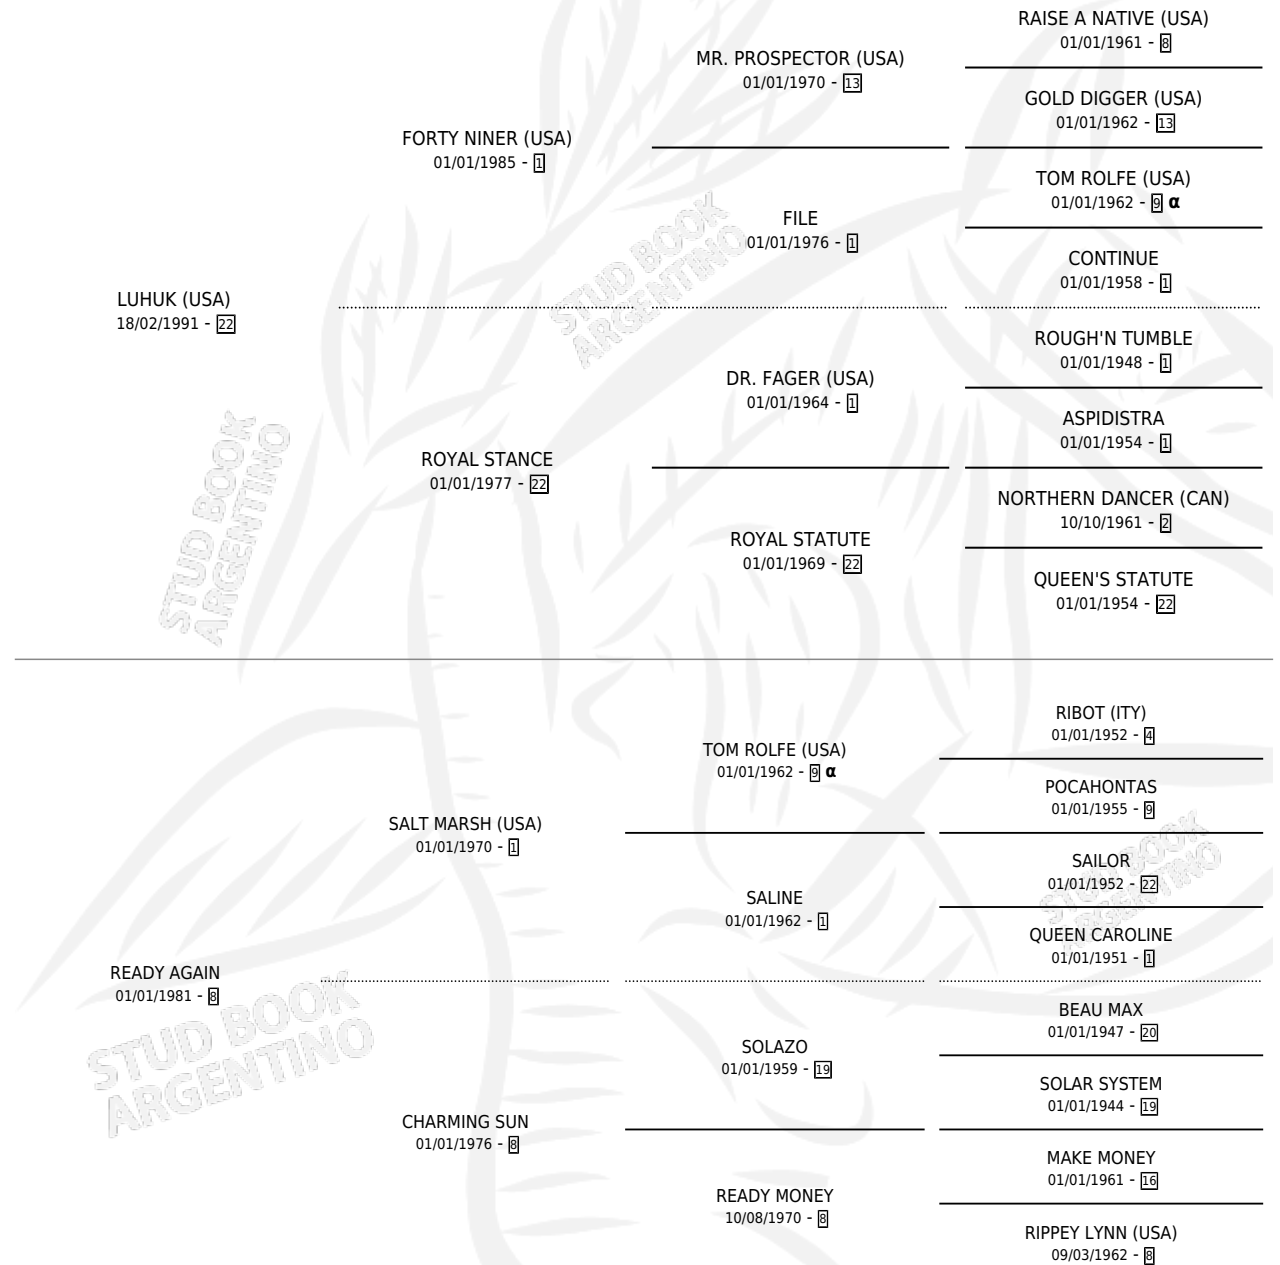 RAISE A NATIVE (USA)
01/01/1961 - 8
MR. PROSPECTOR (USA)
01/01/1970 - 13
GOLD DIGGER (USA)
01/01/1962 - 13
FORTY NINER (USA)
01/01/1985 - 1
TOM ROLFE (USA)
01/01/1962 - 9 α
FILE
01/01/1976 - 1
CONTINUE
01/01/1958 - 1
LUHUK (USA)
18/02/1991 - 22
ROUGH'N TUMBLE
01/01/1948 - 1
DR. FAGER (USA)
01/01/1964 - 1
ASPIDISTRA
01/01/1954 - 1
ROYAL STANCE
01/01/1977 - 22
NORTHERN DANCER (CAN)
10/10/1961 - 2
ROYAL STATUTE
01/01/1969 - 22
QUEEN'S STATUTE
01/01/1954 - 22
RIBOT (ITY)
01/01/1952 - 4
TOM ROLFE (USA)
01/01/1962 - 9 α
POCAHONTAS
01/01/1955 - 9
SALT MARSH (USA)
01/01/1970 - 1
SAILOR
01/01/1952 - 22
SALINE
01/01/1962 - 1
QUEEN CAROLINE
01/01/1951 - 1
READY AGAIN
01/01/1981 - 8
BEAU MAX
01/01/1947 - 20
SOLAZO
01/01/1959 - 19
SOLAR SYSTEM
01/01/1944 - 19
CHARMING SUN
01/01/1976 - 8
MAKE MONEY
01/01/1961 - 16
READY MONEY
10/08/1970 - 8
RIPPEY LYNN (USA)
09/03/1962 - 8
STUD BOOK
ARGENTINO
STUD BOOK
ARGENTINO
STUD BOOK
ARGENTINO
STUD BOOK
ARGENTINO